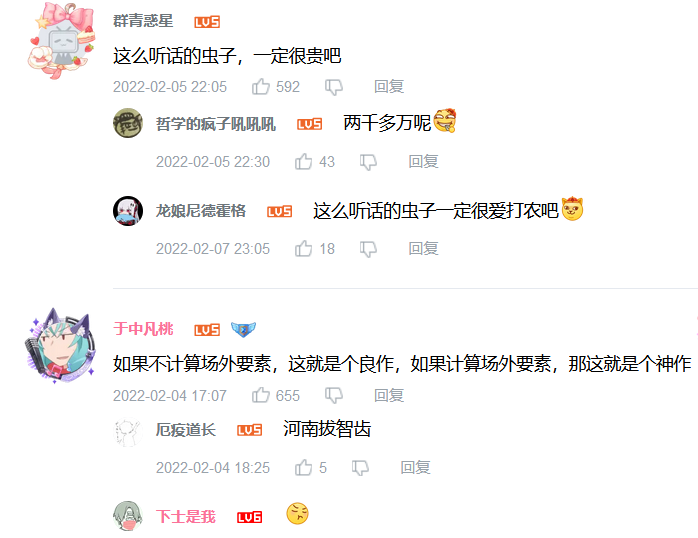 群青惑星 LV5
这么听话的虫子，一定很贵吧
2022-02-05 22:05 592 回复
哲学的疯子吼吼吼 LV5 两千多万呢
2022-02-05 22:30 43 回复
龙娘尼德霍格 LV5 这么听话的虫子一定很爱打农吧
2022-02-07 23:05 18 回复
于中凡桃 LV5
如果不计算场外要素，这就是个良作，如果计算场外要素，那这就是个神作
2022-02-04 17:07 655 回复
厄疫道长 LV5 河南拔智齿
2022-02-04 18:25 5 回复
下士是我 LV6